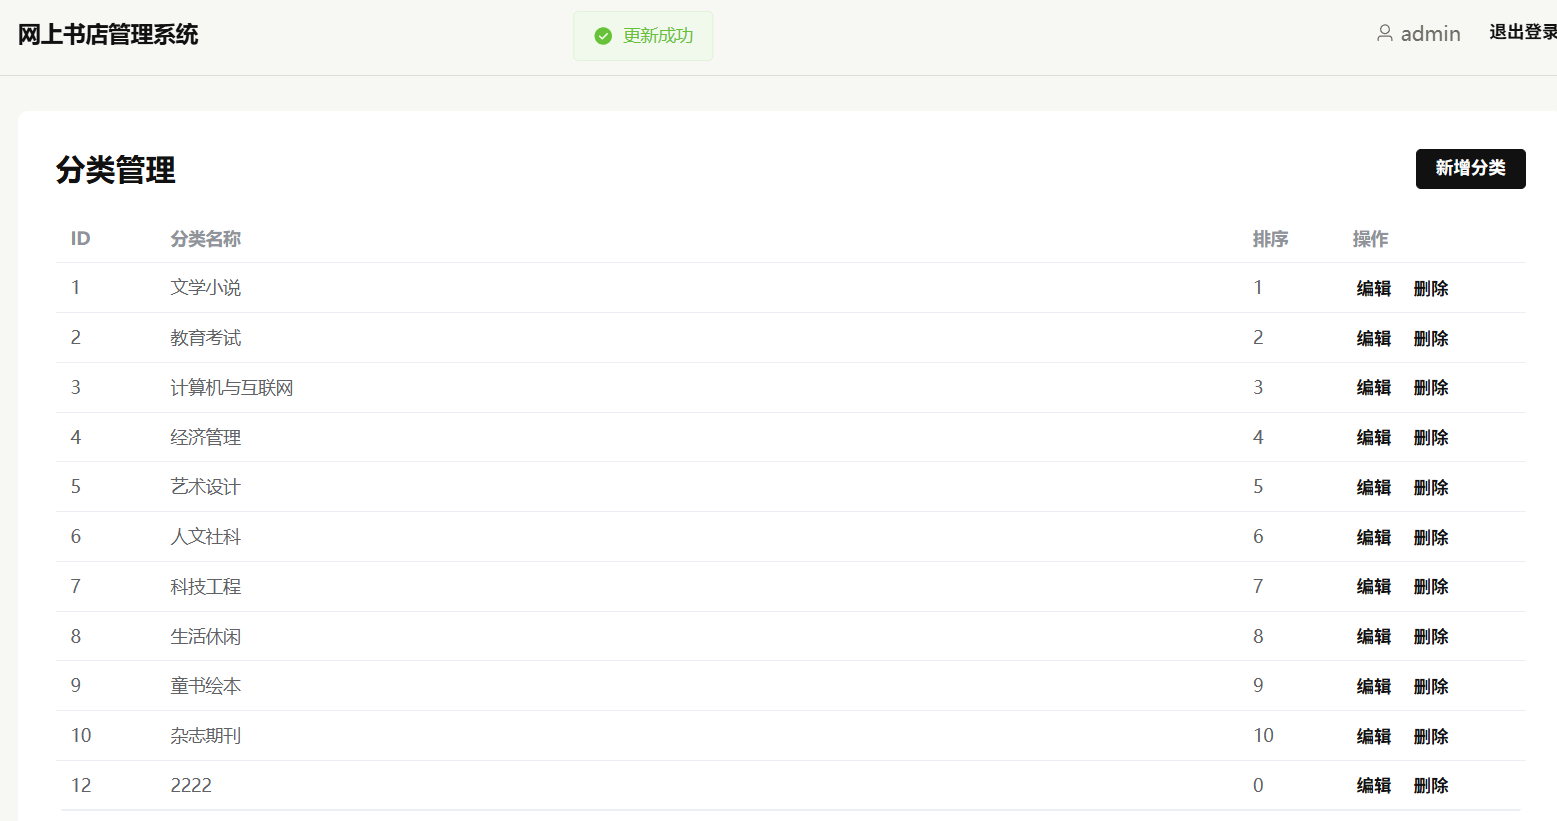 网上书店管理系统
更新成功
admin
退出登录
分类管理
新增分类
ID 分类名称 排序 操作
1 文学小说 1 编辑 删除
2 教育考试 2 编辑 删除
3 计算机与互联网 3 编辑 删除
4 经济管理 4 编辑 删除
5 艺术设计 5 编辑 删除
6 人文社科 6 编辑 删除
7 科技工程 7 编辑 删除
8 生活休闲 8 编辑 删除
9 童书绘本 9 编辑 删除
10 杂志期刊 10 编辑 删除
12 2222 0 编辑 删除